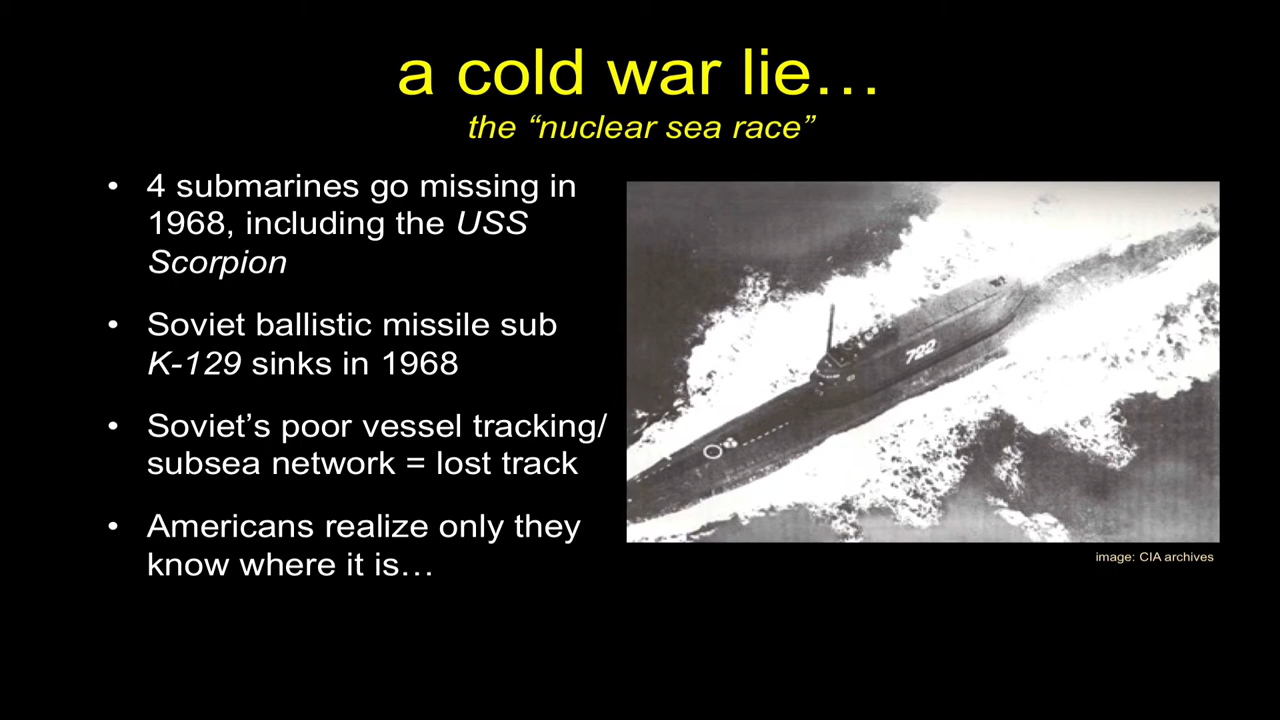 a cold war lie…
the “nuclear sea race”
• 4 submarines go missing in
1968, including the USS
Scorpion
• Soviet ballistic missile sub
K-129 sinks in 1968
• Soviet’s poor vessel tracking/
subsea network = lost track
• Americans realize only they
know where it is…
722
image: CIA archives